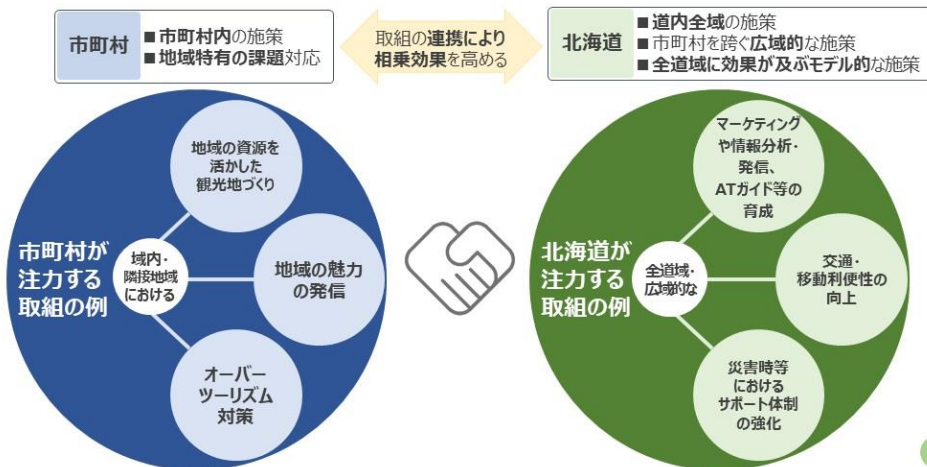 市町村
■市町村内の施策
■地域特有の課題対応
取組の連携により
相乗効果を高める
北海道
■道内全域の施策
■市町村を跨ぐ広域的な施策
■全道域に効果が及ぶモデル的な施策
市町村が
注力する
取組の例
域内・
隣接地域
における
地域の資源を
活かした
観光地づくり
地域の魅力
の発信
オーバー
ツーリズム
対策
北海道が
注力する
取組の例
全道域・
広域的な
マーケティング
や情報分析・
発信、
ATガイド等の
育成
交通・
移動利便性の
向上
災害時等
における
サポート体制
の強化